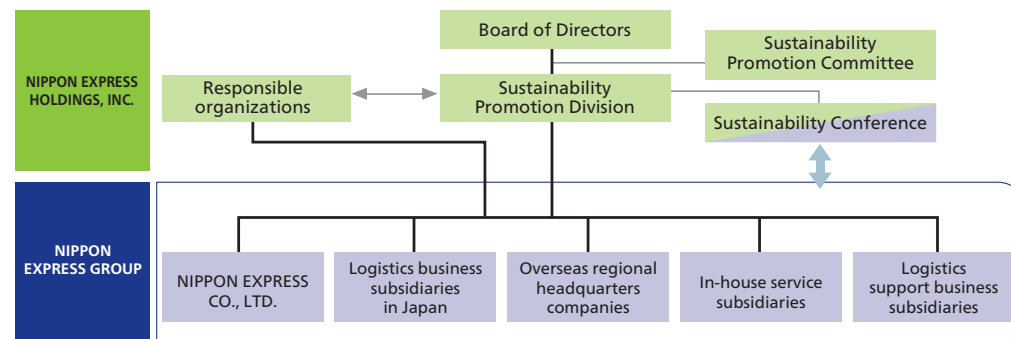 Board of Directors
Sustainability
Promotion Committee
NIPPON EXPRESS
HOLDINGS, INC.
Responsible
organizations
Sustainability
Promotion Division
Sustainability Conference
NIPPON
EXPRESS GROUP
NIPPON EXPRESS
CO., LTD.
Logistics business
subsidiaries
in Japan
Overseas regional
headquarters
companies
In-house service
subsidiaries
Logistics
support business
subsidiaries